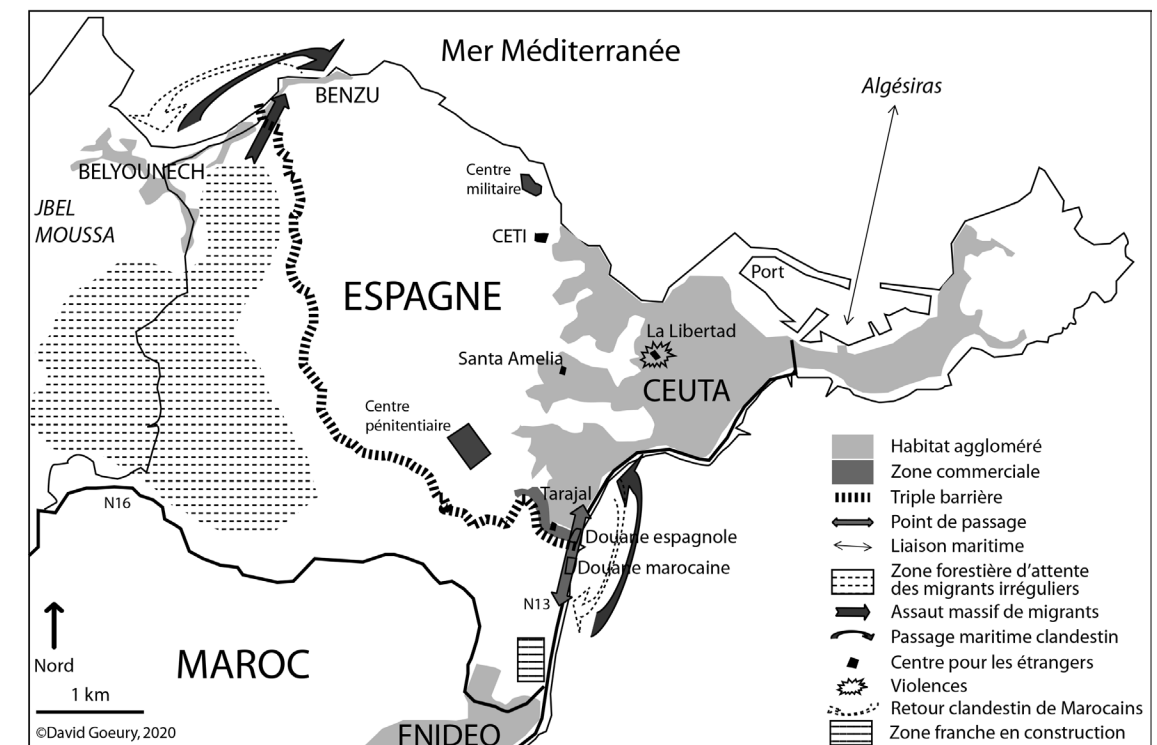 Mer Méditerranée
Algésiras
BENZU
BELYOUNECH
JBEL
MOUSSA
Centre
militaire
CETI
ESPAGNE
Port
La Libertad
Santa Amelia
CEUTA
Centre
pénitentiaire
Tarajal
N16
Douane espagnole
Douane marocaine
N13
Nord
MAROC
1 km
©David Goeury, 2020
FNIDEQ
Habitat aggloméré
Zone commerciale
Triple barrière
Point de passage
Liaison maritime
Zone forestière d’attente
des migrants irréguliers
Assaut massif de migrants
Passage maritime clandestin
Centre pour les étrangers
Violences
Retour clandestin de Marocains
Zone franche en construction